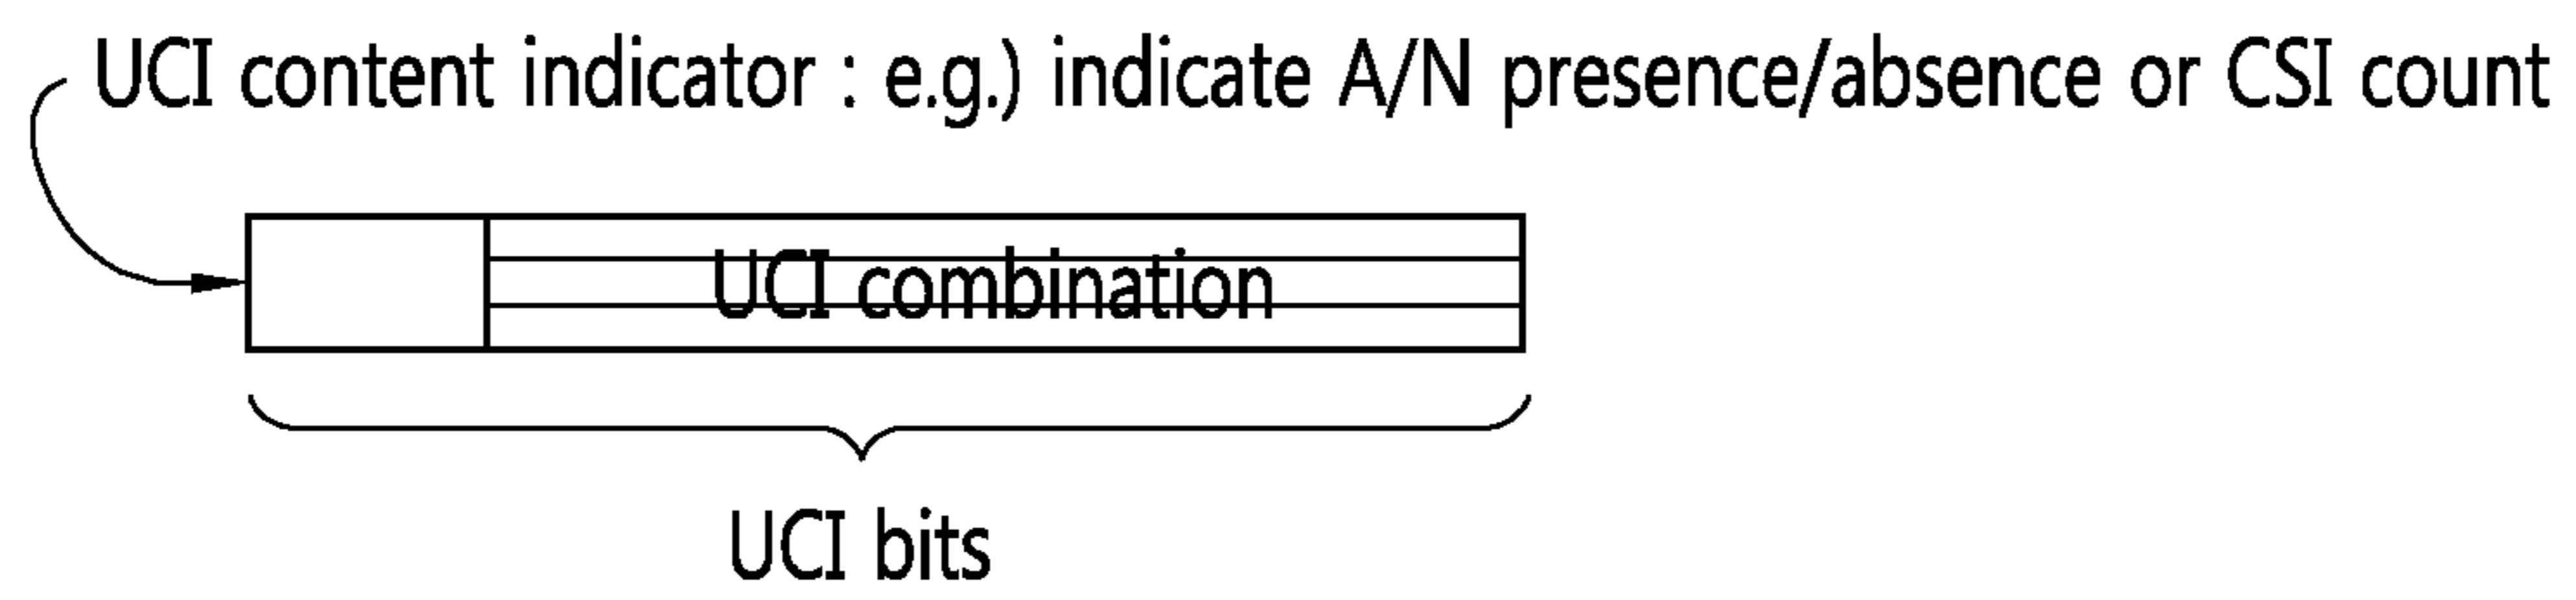 UCI content indicator : e.g.) indicate A/N presence/absence or CSI count
UCI combination
UCI bits